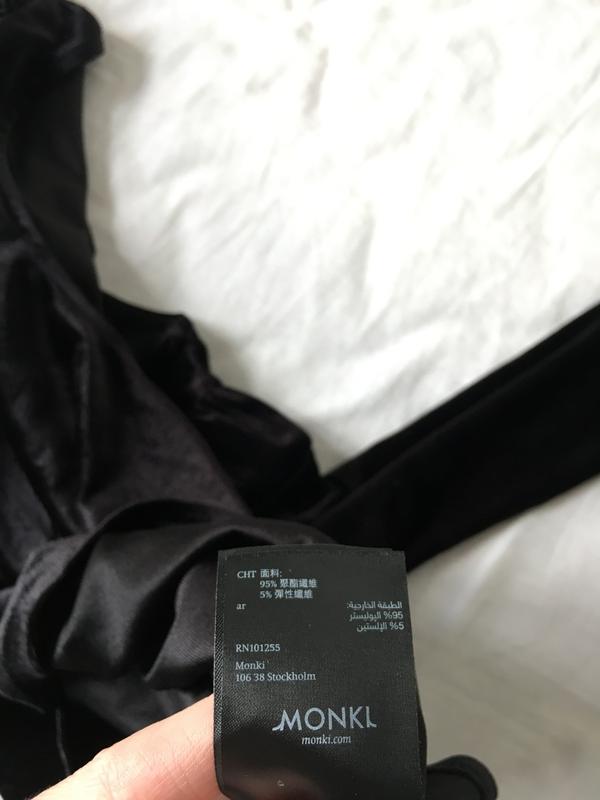 CHT 面料:
95% 聚酯纖維
5% 彈性纖維
ar
الطبقة الخارجية:
95% البوليستر
5% الإلستين
RN101255
Monki
106 38 Stockholm
MONKI
monki.com